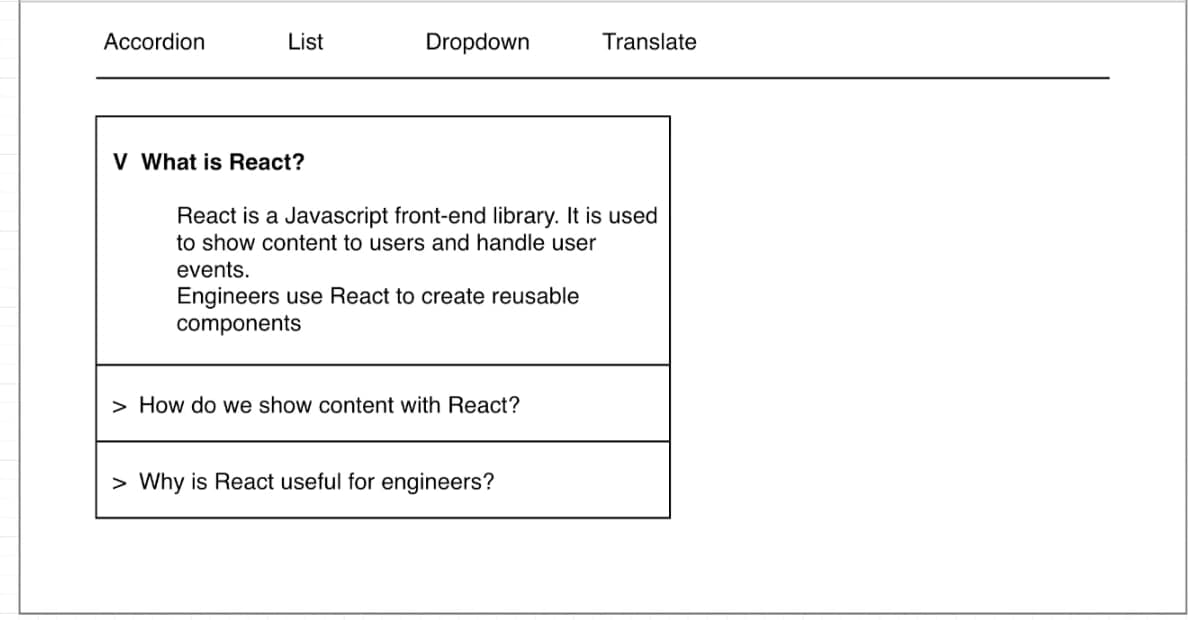 Accordion List Dropdown Translate
V What is React?
React is a Javascript front-end library. It is used
to show content to users and handle user
events.
Engineers use React to create reusable
components
> How do we show content with React?
> Why is React useful for engineers?